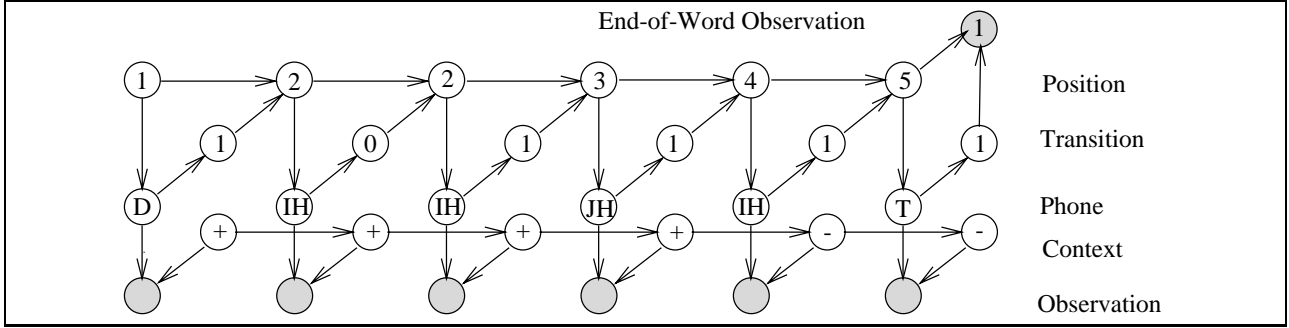 End-of-Word Observation 1
1 2 2 3 4 5 Position
1 0 1 1 1 1 Transition
D IH IH JH IH T Phone
+ + + + - - Context
Observation